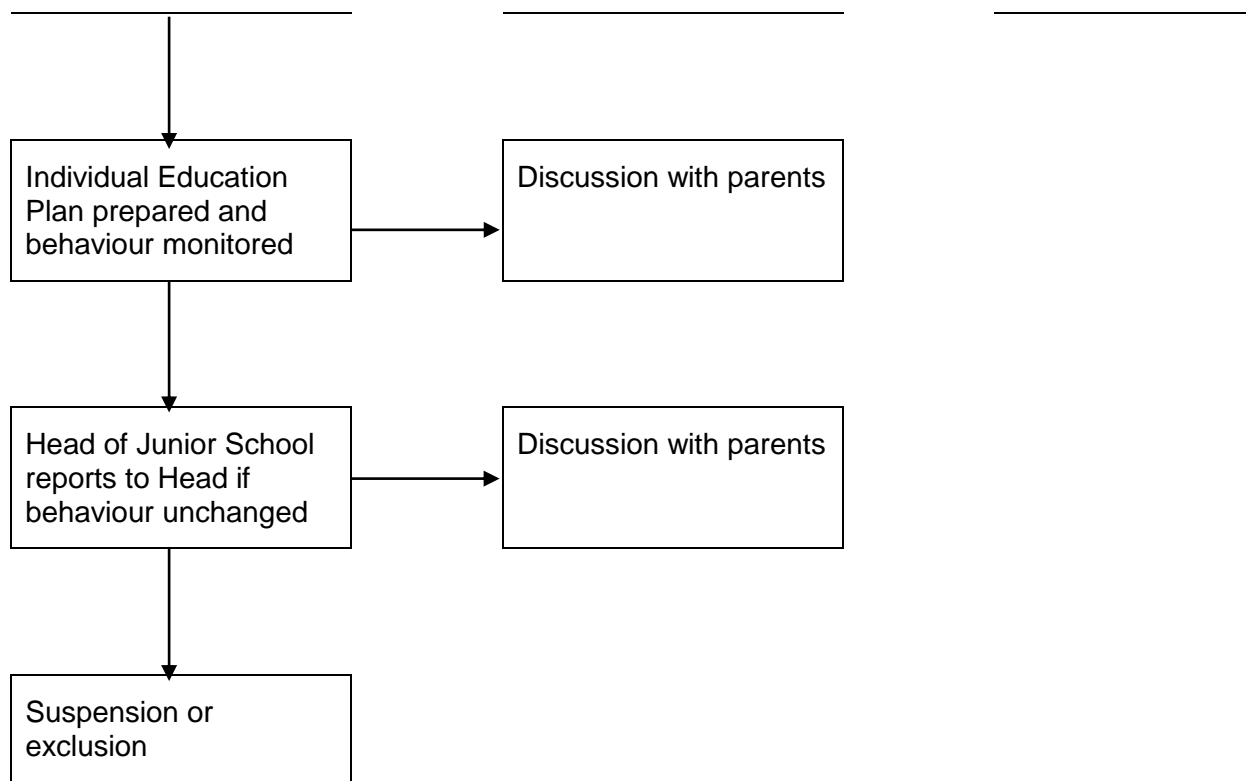 Individual Education
Plan prepared and
behaviour monitored
Discussion with parents
Head of Junior School
reports to Head if
behaviour unchanged
Discussion with parents
Suspension or
exclusion